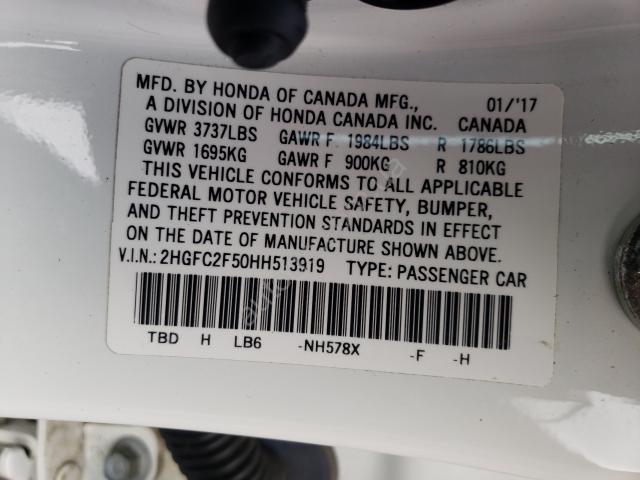 MFD. BY HONDA OF CANADA MFG., 01/'17
A DIVISION OF HONDA CANADA INC. CANADA
GVWR 3737LBS GAWR F 1984LBS R 1786LBS
GVWR 1695KG GAWR F 900KG R 810KG
THIS VEHICLE CONFORMS TO ALL APPLICABLE
FEDERAL MOTOR VEHICLE SAFETY, BUMPER,
AND THEFT PREVENTION STANDARDS IN EFFECT
ON THE DATE OF MANUFACTURE SHOWN ABOVE.
V.I.N.: 2HGFC2F50HH513919 TYPE: PASSENGER CAR
TBD H LB6 -NH578X -F -H